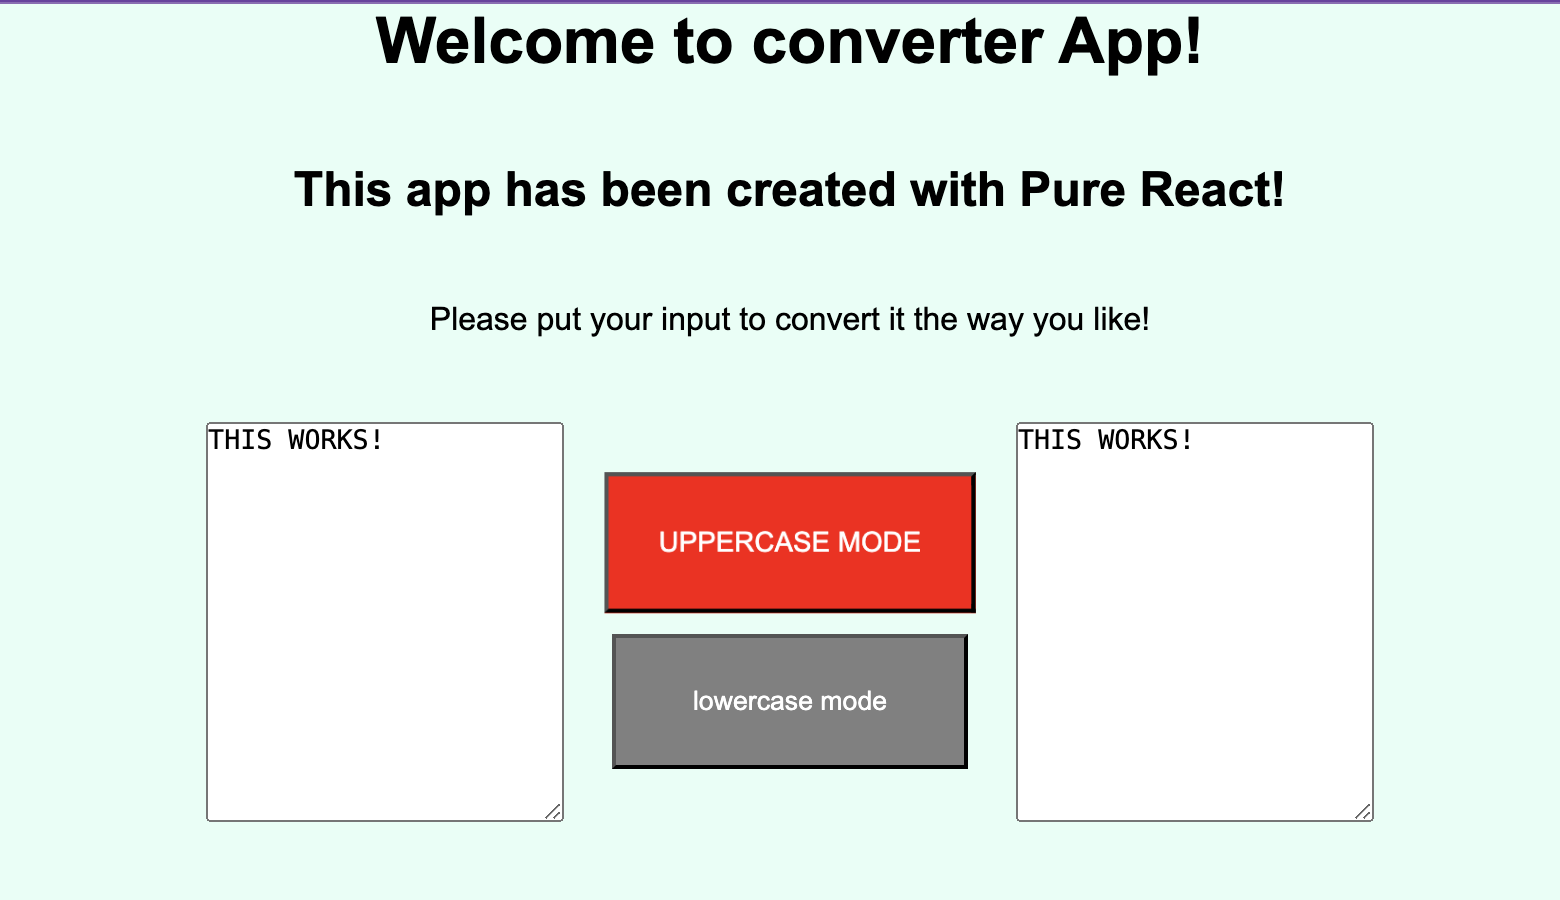 Welcome to converter App!
This app has been created with Pure React!
Please put your input to convert it the way you like!
THIS WORKS!
UPPERCASE MODE
lowercase mode
THIS WORKS!